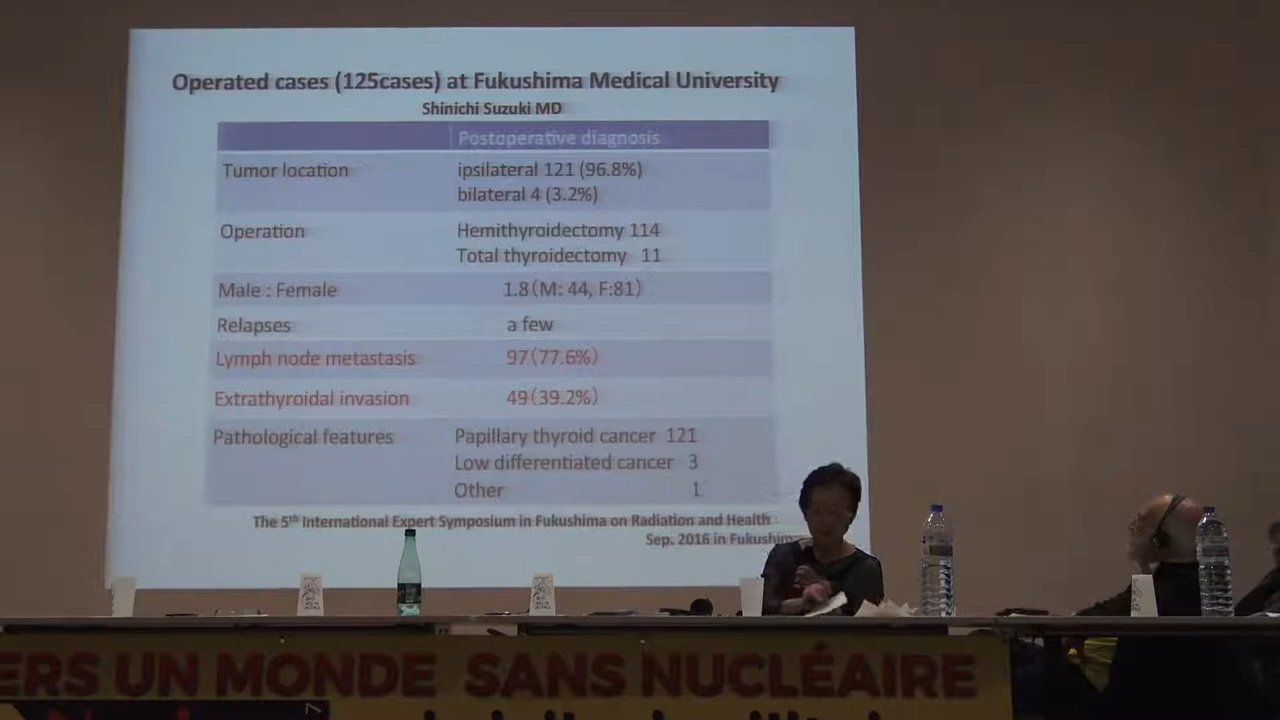 Operated cases (125cases) at Fukushima Medical University
Shinichi Suzuki MD
Postoperative diagnosis
Tumor location ipsilateral 121 (96.8%)
bilateral 4 (3.2%)
Operation Hemithyroidectomy 114
Total thyroidectomy 11
Male : Female 1.8(M: 44, F:81)
Relapses a few
Lymph node metastasis 97(77.6%)
Extrathyroidal invasion 49(39.2%)
Pathological features Papillary thyroid cancer 121
Low differentiated cancer 3
Other 1
The 5th International Expert Symposium in Fukushima on Radiation and Health
Sep. 2016 in Fukushim
ERS UN MONDE SANS NUCLÉAIRE